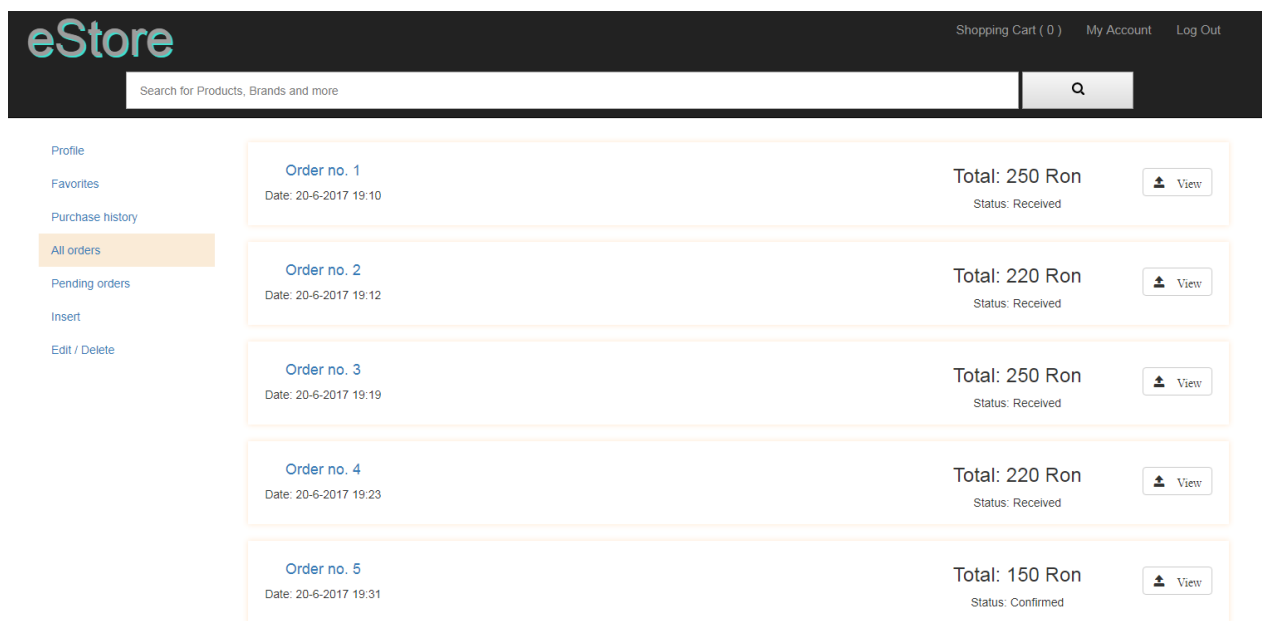 eStore
Shopping Cart ( 0 ) My Account Log Out
Search for Products, Brands and more
Profile
Favorites
Purchase history
All orders
Pending orders
Insert
Edit / Delete
Order no. 1
Date: 20-6-2017 19:10
Total: 250 Ron
Status: Received
View
Order no. 2
Date: 20-6-2017 19:12
Total: 220 Ron
Status: Received
View
Order no. 3
Date: 20-6-2017 19:19
Total: 250 Ron
Status: Received
View
Order no. 4
Date: 20-6-2017 19:23
Total: 220 Ron
Status: Received
View
Order no. 5
Date: 20-6-2017 19:31
Total: 150 Ron
Status: Confirmed
View